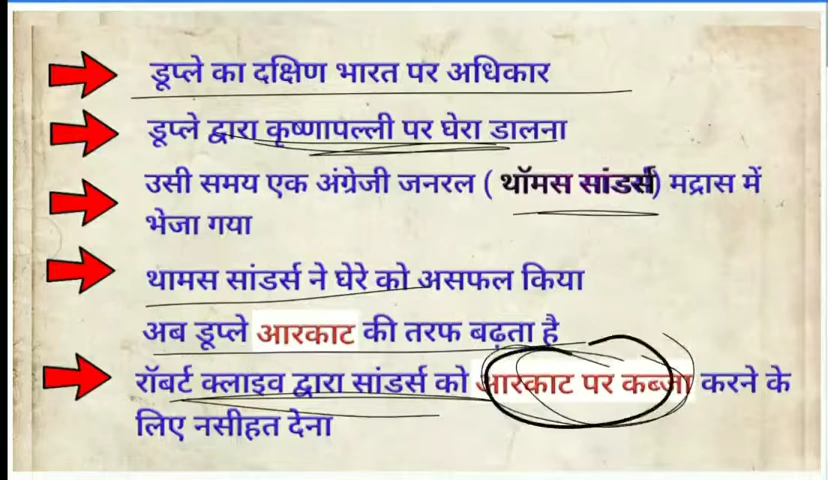 डूप्ले का दक्षिण भारत पर अधिकार
डूप्ले द्वारा कृष्णापल्ली पर घेरा डालना
उसी समय एक अंग्रेजी जनरल ( थॉमस सांडर्स) मद्रास में
भेजा गया
थामस सांडर्स ने घेरे को असफल किया
अब डूप्ले आरकाट की तरफ बढ़ता है
रॉबर्ट क्लाइव द्वारा सांडर्स को आरकाट पर कब्जा करने के
लिए नसीहत देना